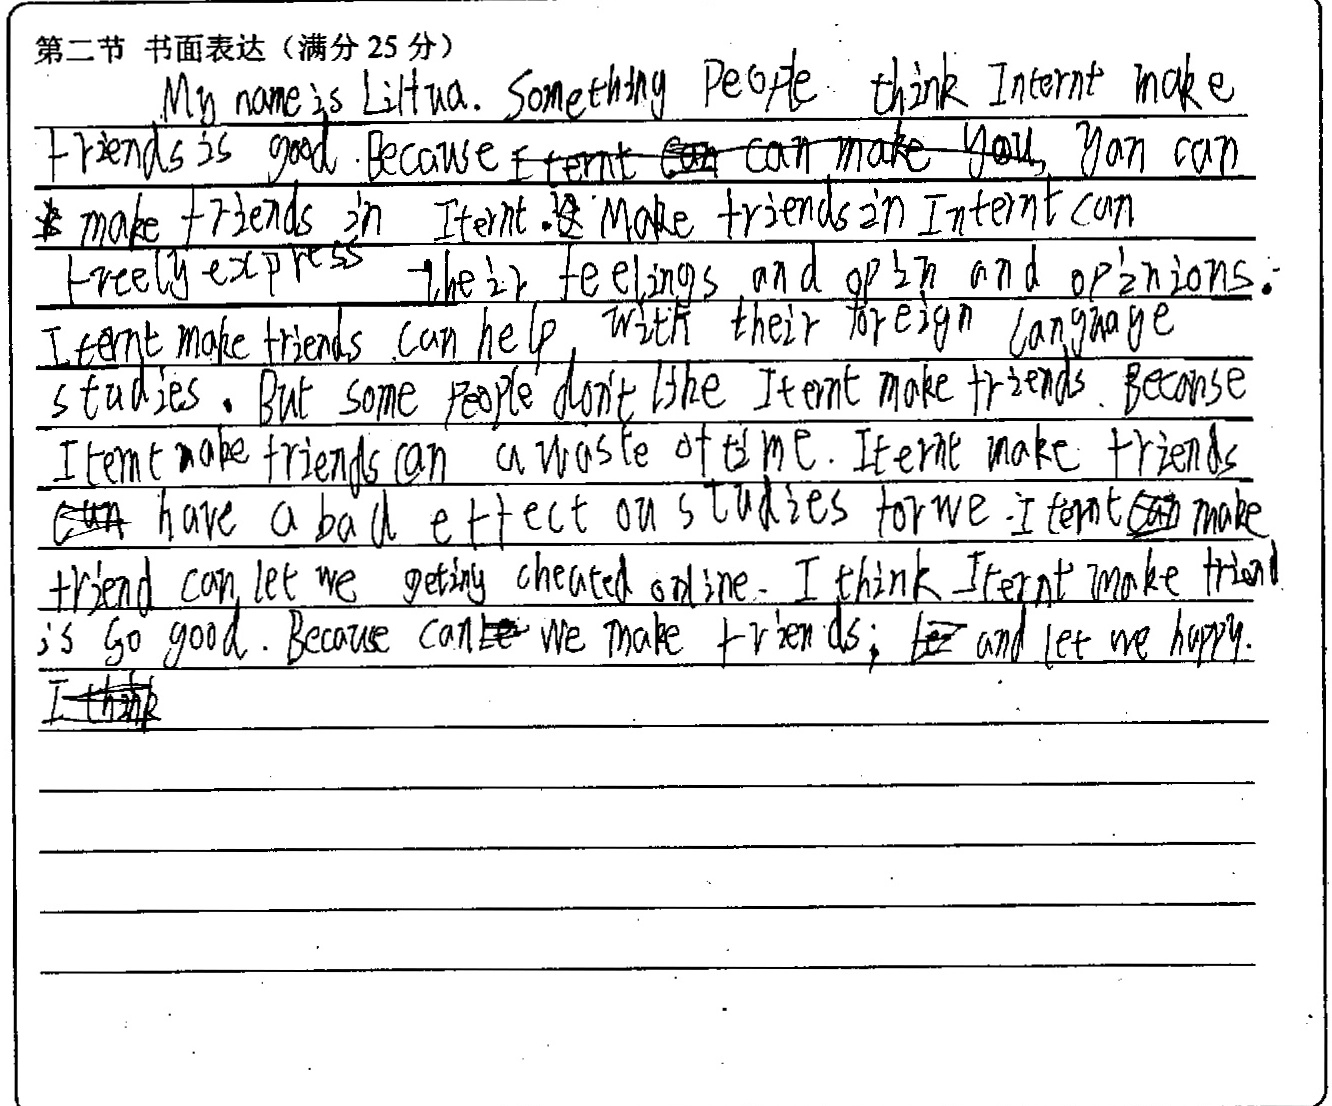 第二节 书面表达（满分 25 分）
My name is LiHua. Something People think Internt make
friends is good. Because Iternt can can make you, Yan can
make friends in Iternt. Make friends in Internt can
freely express their feelings and opin and opinions.
Iternt make friends can help with their foreign language
studies. But some people don't like Iternt make friends. Becanse
Iternt make friends can a waste of time. Iternt make friends
can have a bad effect on studies for we. Iternt can make
friend can let we geting cheated online. I think Iternt make friend
is so good. Because can we make friends; and let we happy.
I think